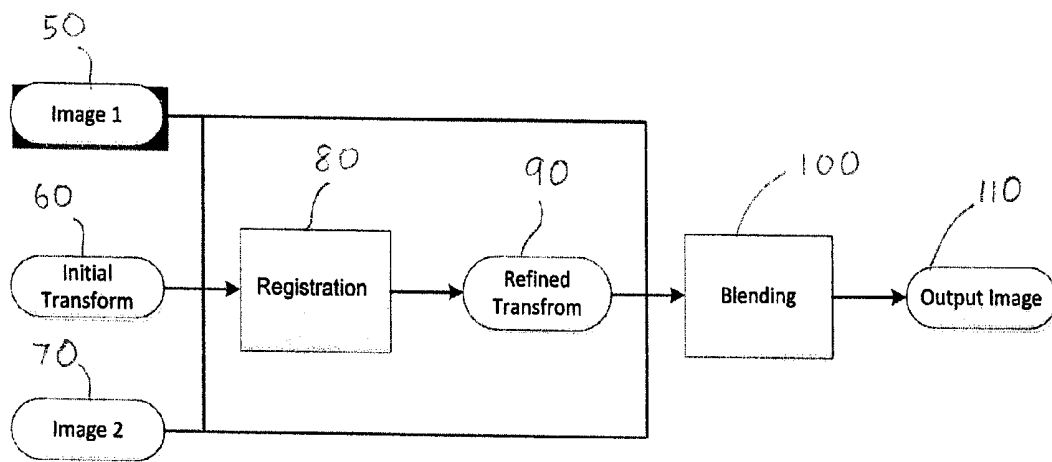 50
Image 1
60
Initial
Transform
70
Image 2
80
Registration
90
Refined
Transfrom
100
Blending
110
Output Image